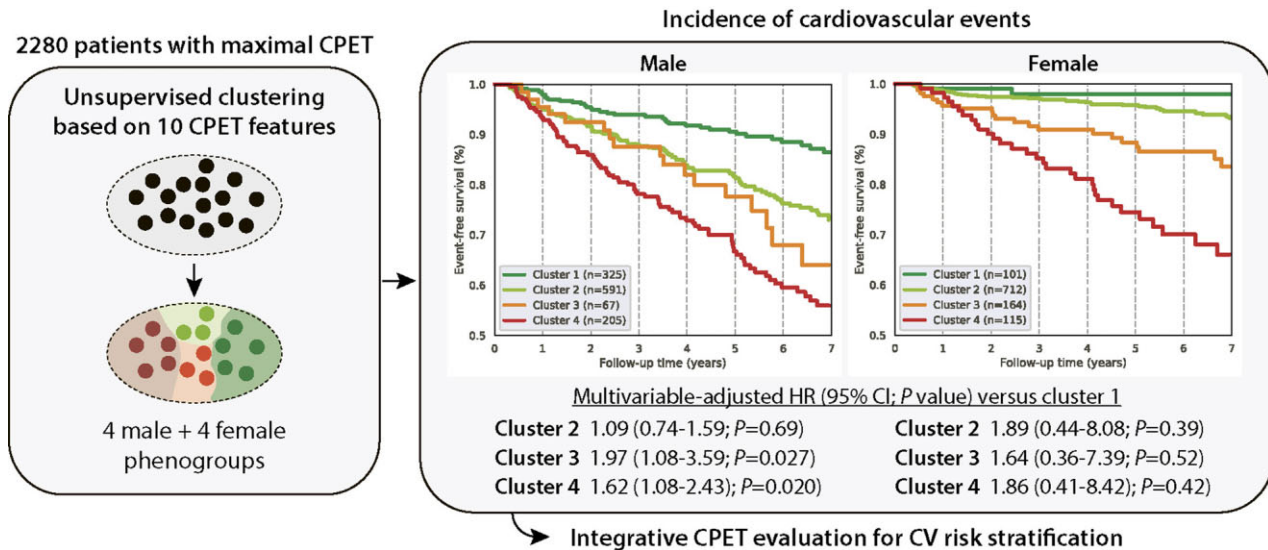 2280 patients with maximal CPET
Unsupervised clustering
based on 10 CPET features
4 male + 4 female
phenogroups
Incidence of cardiovascular events
Male
Event-free survival (%)
1.0
0.9
0.8
0.7
0.6
0.5
Cluster 1 (n=325)
Cluster 2 (n=591)
Cluster 3 (n=67)
Cluster 4 (n=205)
0 1 2 3 4 5 6 7
Follow-up time (years)
Female
Event-free survival (%)
1.0
0.9
0.8
0.7
0.6
0.5
Cluster 1 (n=101)
Cluster 2 (n=712)
Cluster 3 (n=164)
Cluster 4 (n=115)
0 1 2 3 4 5 6 7
Follow-up time (years)
Multivariable-adjusted HR (95% CI; P value) versus cluster 1
Cluster 2 1.09 (0.74-1.59; P=0.69)
Cluster 3 1.97 (1.08-3.59; P=0.027)
Cluster 4 1.62 (1.08-2.43; P=0.020)
Cluster 2 1.89 (0.44-8.08; P=0.39)
Cluster 3 1.64 (0.36-7.39; P=0.52)
Cluster 4 1.86 (0.41-8.42; P=0.42)
Integrative CPET evaluation for CV risk stratification